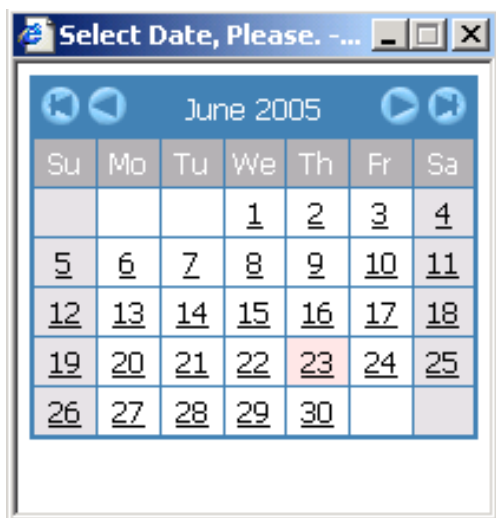 Select Date, Please. -...
June 2005
Su Mo Tu We Th Fr Sa
1 2 3 4
5 6 7 8 9 10 11
12 13 14 15 16 17 18
19 20 21 22 23 24 25
26 27 28 29 30